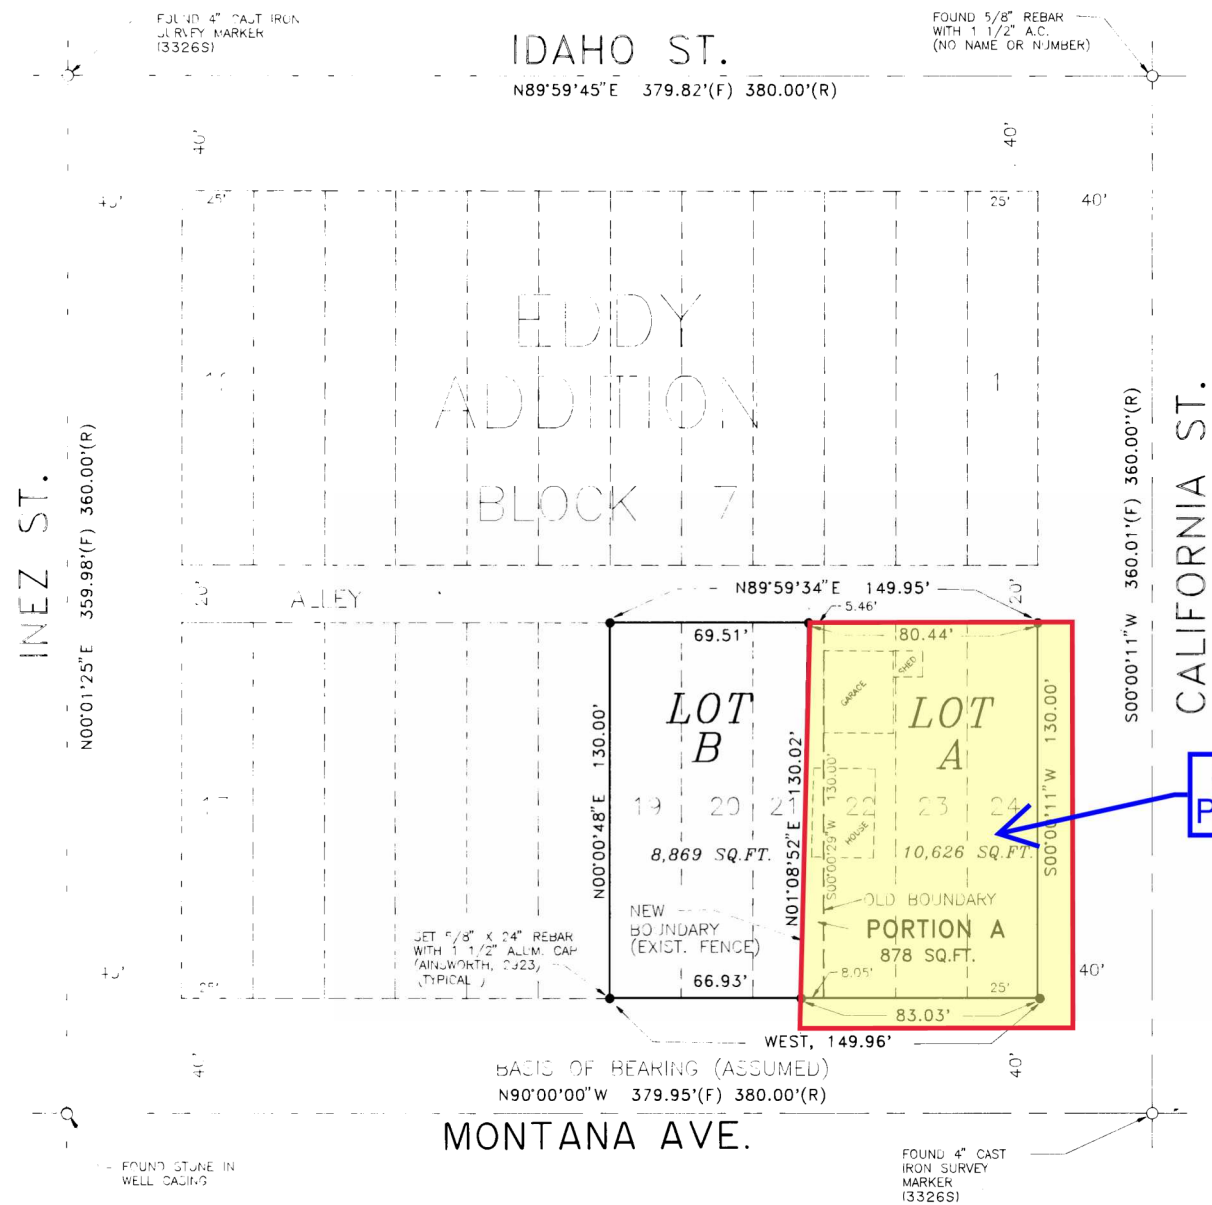 FOUND 4" CAST IRON
SURVEY MARKER
(3326S)
FOUND 5/8" REBAR
WITH 1 1/2" A.C.
(NO NAME OR NUMBER)
IDAHO ST.
N89°59'45"E 379.82'(F) 380.00'(R)
40'
40'
40'
25'
25'
40'
EDDY
ADDITION
BLOCK 7
1
INEZ ST.
N00°01'25"E 359.98'(F) 360.00'(R)
CALIFORNIA ST.
S00°00'11"W 360.01'(F) 360.00"(R)
20'
ALLEY
N89°59'34"E 149.95'
20'
5.46'
69.51'
80.44'
SHED
GARAGE
LOT
B
LOT
A
N00°00'48"E 130.00'
N01°08'52"E 130.02'
S00°00'29"W 130.00'
S00°00'11"W 130.00'
19
20
21
22
23
24
P
HOUSE
8,869 SQ.FT.
10,626 SQ.FT.
OLD BOUNDARY
NEW
BOUNDARY
(EXIST. FENCE)
PORTION A
878 SQ.FT.
SET 5/8" X 24" REBAR
WITH 1 1/2" ALUM. CAP
(AINSWORTH, 2923)
(TYPICAL)
40'
8.05'
40'
25'
66.93'
25'
83.03'
WEST, 149.96'
40'
BASIS OF BEARING (ASSUMED)
40'
N90°00'00"W 379.95'(F) 380.00'(R)
MONTANA AVE.
FOUND STONE IN
WELL CASING
FOUND 4" CAST
IRON SURVEY
MARKER
(3326S)